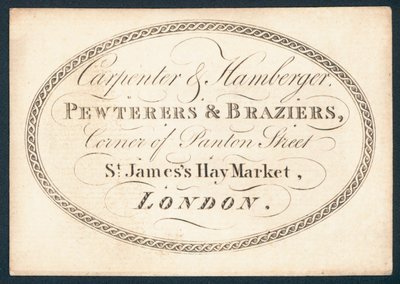 Carpenter & Hamberger.
PEWTERERS & BRAZIERS,
Corner of Panton Street
St. James's Hay Market,
LONDON.